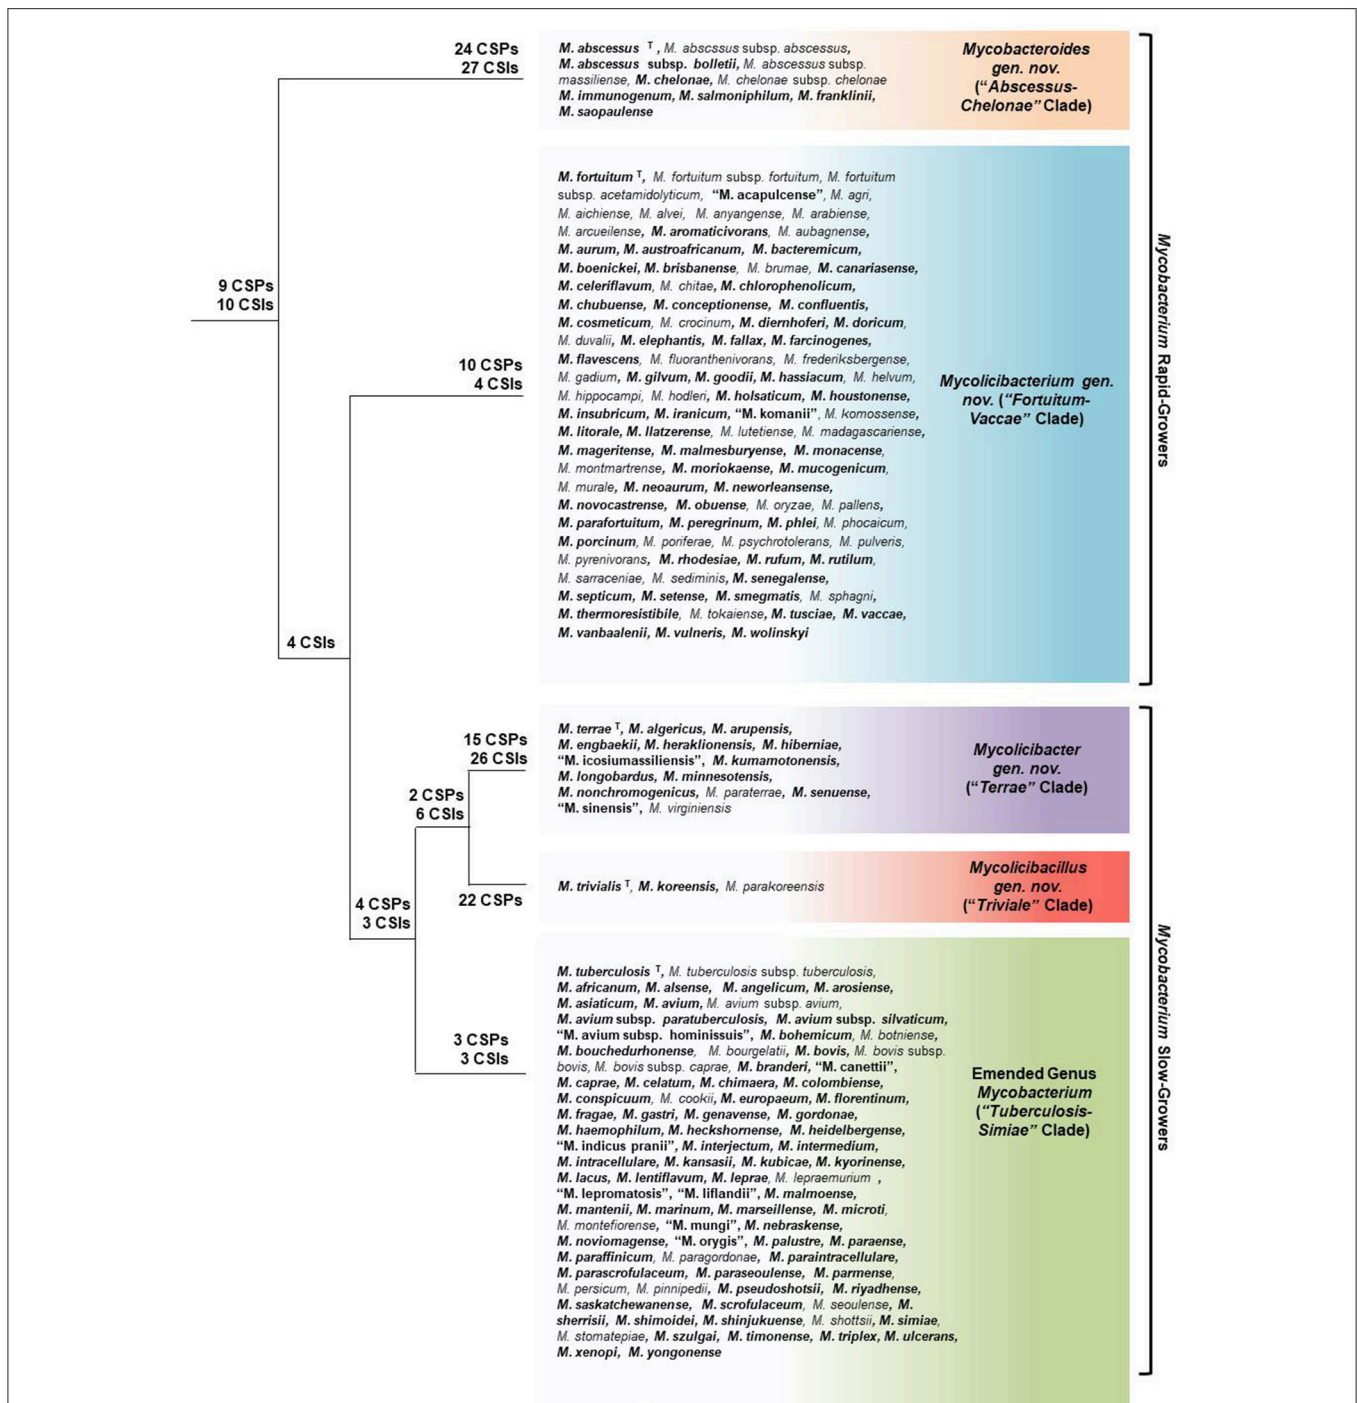 24 CSPs
27 CSIs
M. abscessus T, M. abscssus subsp. abscessus,
M. abscessus subsp. bolletii, M. abscessus subsp.
massiliense, M. chelonae, M. chelonae subsp. chelonae
M. immunogenum, M. salmoniphilum, M. franklinii,
M. saopaulense
Mycobacteroides
gen. nov.
(“Abscessus-
Chelonae” Clade)
9 CSPs
10 CSIs
10 CSPs
4 CSIs
M. fortuitum T, M. fortuitum subsp. fortuitum, M. fortuitum
subsp. acetamidolyticum, “M. acapulcense”, M. agri,
M. aichiense, M. alvei, M. anyangense, M. arabiense,
M. arcueilense, M. aromaticivorans, M. aubagnense,
M. aurum, M. austroafricanum, M. bacteremicum,
M. boenickei, M. brisbanense, M. brumae, M. canariasense,
M. celeriflavum, M. chitae, M. chlorophenolicum,
M. chubuense, M. conceptionense, M. confluentis,
M. cosmeticum, M. crocinum, M. diernhoferi, M. doricum,
M. duvalii, M. elephantis, M. fallax, M. farcinogenes,
M. flavescens, M. fluoranthenivorans, M. frederiksbergense,
M. gadium, M. gilvum, M. goodii, M. hassiacum, M. helvum,
M. hippocampi, M. hodleri, M. holsaticum, M. houstonense,
M. insubricum, M. iranicum, “M. komanii”, M. komossense,
M. litorale, M. llatzerense, M. lutetiense, M. madagascariense,
M. mageritense, M. malmesburyense, M. monacense,
M. montmartrense, M. moriokaense, M. mucogenicum,
M. murale, M. neoaurum, M. neworleansense,
M. novocastrense, M. obuense, M. oryzae, M. pallens,
M. parafortuitum, M. peregrinum, M. phlei, M. phocaicum,
M. porcinum, M. poriferae, M. psychrotolerans, M. pulveris,
M. pyrenivorans, M. rhodesiae, M. rufum, M. rutilum,
M. sarraceniae, M. sediminis, M. senegalense,
M. septicum, M. setense, M. smegmatis, M. sphagni,
M. thermoresistibile, M. tokaiense, M. tusciae, M. vaccae,
M. vanbaalenii, M. vulneris, M. wolinskyi
Mycolicibacterium gen.
nov. (“Fortuitum-
Vaccae” Clade)
Mycobacterium Rapid-Growers
4 CSIs
15 CSPs
26 CSIs
M. terrae T, M. algericus, M. arupensis,
M. engbaekii, M. heraklionensis, M. hiberniae,
“M. icosiumassiliensis”, M. kumamotonensis,
M. longobardus, M. minnesotensis,
M. nonchromogenicus, M. paraterrae, M. senuense,
“M. sinensis”, M. virginiensis
Mycolicibacter
gen. nov.
(“Terrae” Clade)
2 CSPs
6 CSIs
22 CSPs
M. trivialis T, M. koreensis, M. parakoreensis
Mycolicibacillus
gen. nov.
(“Triviale” Clade)
4 CSPs
3 CSIs
3 CSPs
3 CSIs
M. tuberculosis T, M. tuberculosis subsp. tuberculosis,
M. africanum, M. alsense, M. angelicum, M. arosiense,
M. asiaticum, M. avium, M. avium subsp. avium,
M. avium subsp. paratuberculosis, M. avium subsp. silvaticum,
“M. avium subsp. hominissuis”, M. bohemicum, M. botniense,
M. bouchedurhonense, M. bourgelatii, M. bovis, M. bovis subsp.
bovis, M. bovis subsp. caprae, M. branderi, “M. canettii”,
M. caprae, M. celatum, M. chimaera, M. colombiense,
M. conspicuum, M. cookii, M. europaeum, M. florentinum,
M. fragae, M. gastri, M. genavense, M. gordonae,
M. haemophilum, M. heckshornense, M. heidelbergense,
“M. indicus pranii”, M. interjectum, M. intermedium,
M. intracellulare, M. kansasii, M. kubicae, M. kyorinense,
M. lacus, M. lentiflavum, M. leprae, M. lepraemurium ,
“M. lepromatosis”, “M. liflandii”, M. malmoense,
M. mantenii, M. marinum, M. marseillense, M. microti,
M. montefiorense, “M. mungi”, M. nebraskense,
M. noviomagense, “M. orygis”, M. palustre, M. paraense,
M. paraffinicum, M. paragordonae, M. paraintracellulare,
M. parascrofulaceum, M. paraseoulense, M. parmense,
M. persicum, M. pinnipedii, M. pseudoshotsii, M. riyadhense,
M. saskatchewanense, M. scrofulaceum, M. seoulense, M.
sherrisii, M. shimoidei, M. shinjukuense, M. shottsii, M. simiae,
M. stomatepiae, M. szulgai, M. timonense, M. triplex, M. ulcerans,
M. xenopi, M. yongonense
Emended Genus
Mycobacterium
(“Tuberculosis-
Simiae” Clade)
Mycobacterium Slow-Growers